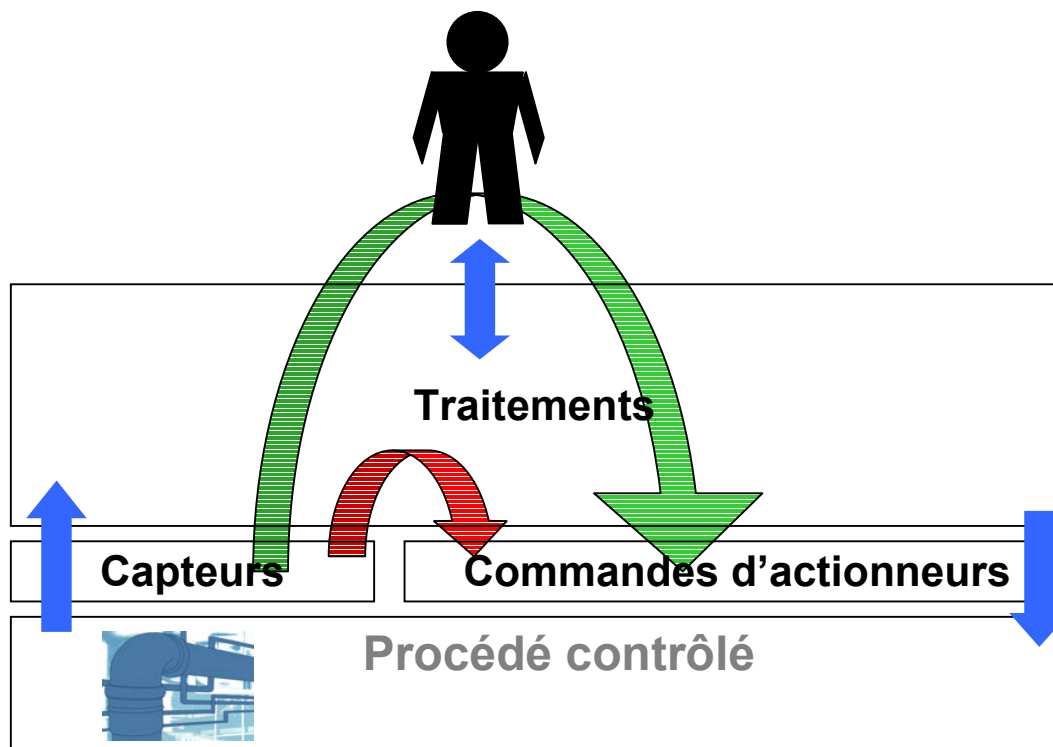 Traitements
Capteurs
Commandes d’actionneurs
Procédé contrôlé